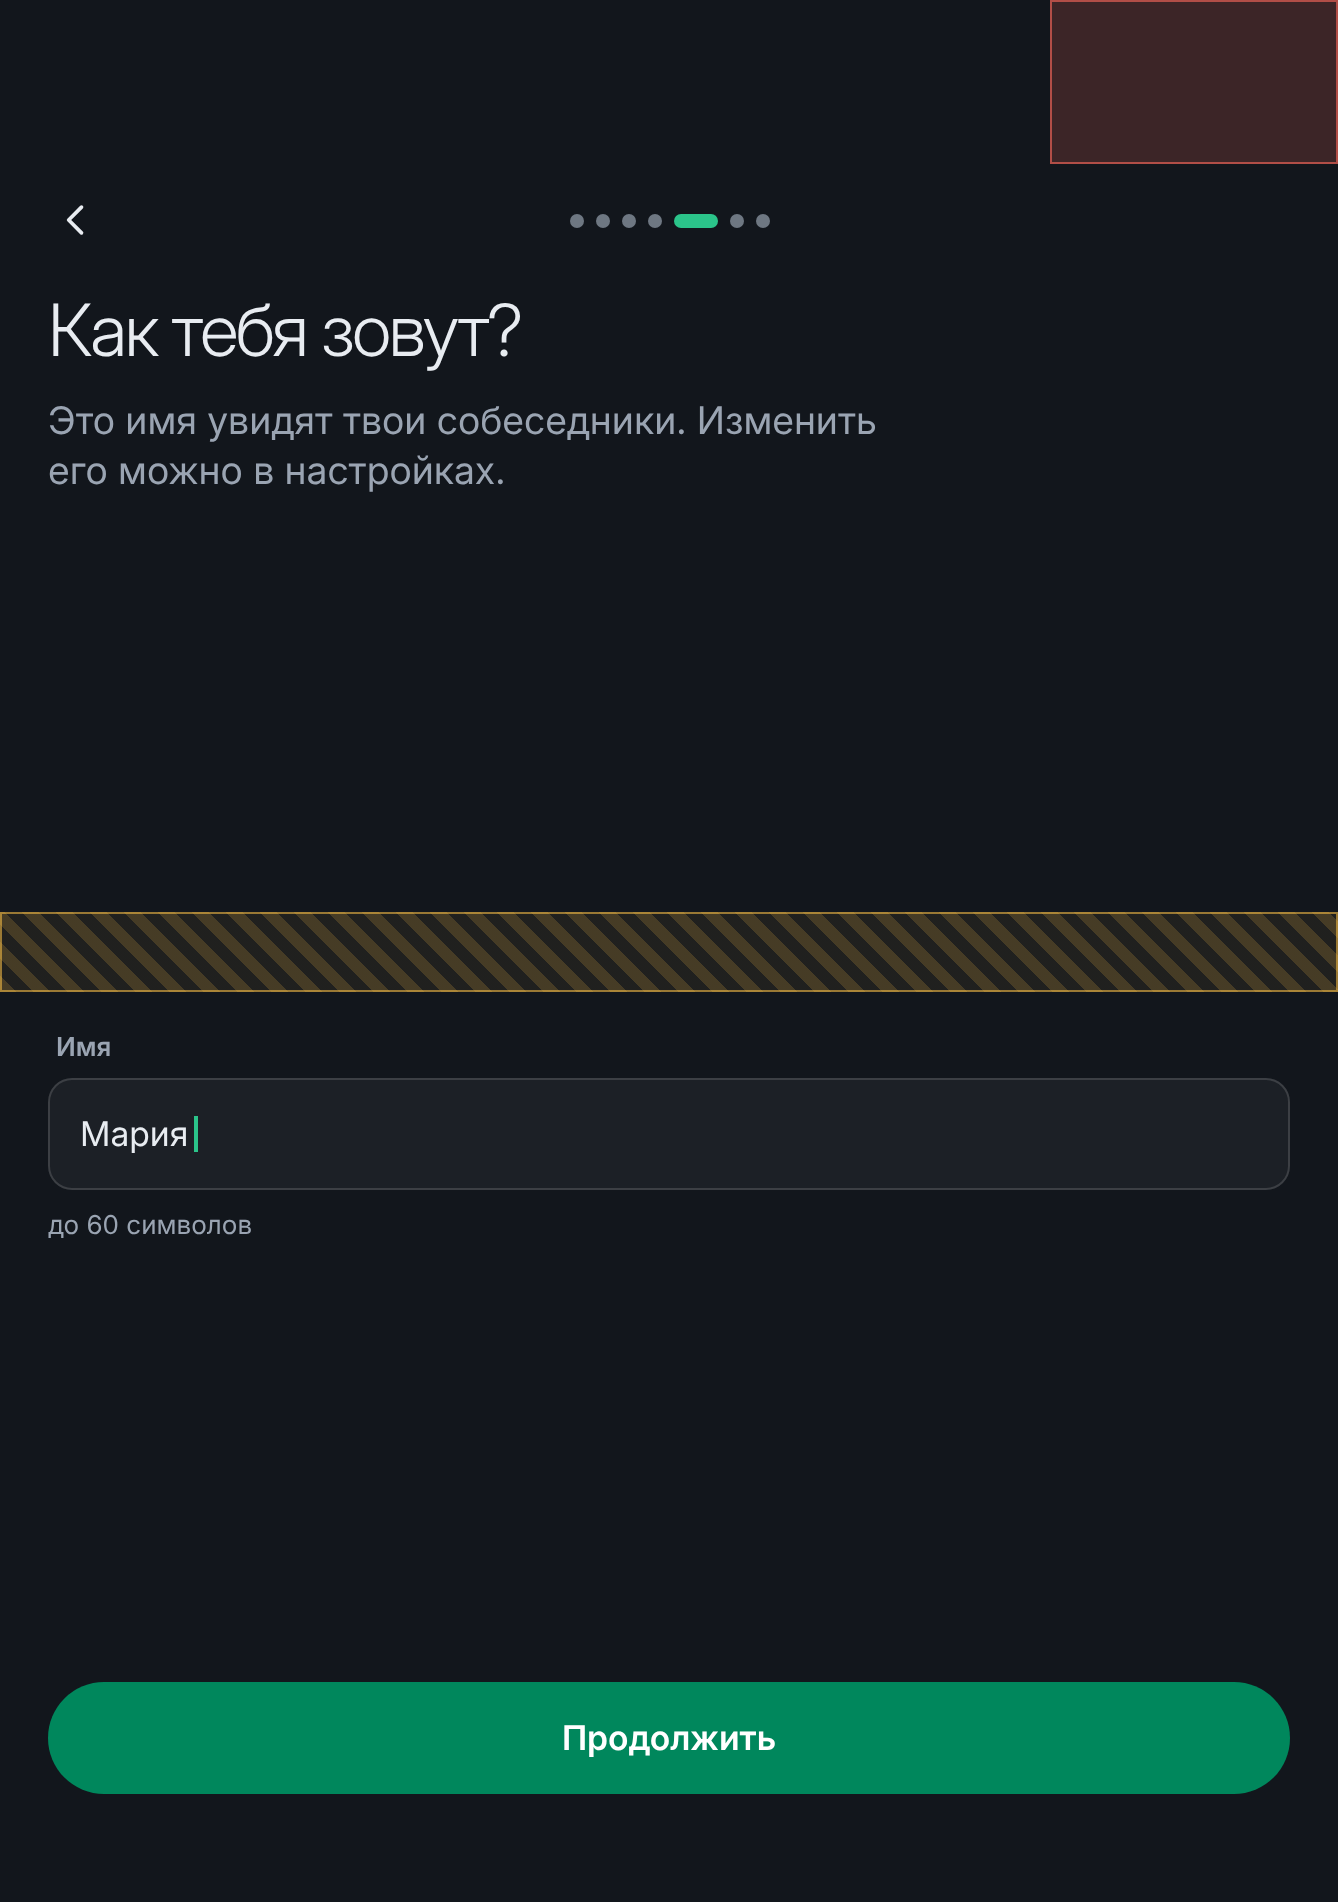 Как тебя зовут?
Это имя увидят твои собеседники. Изменить
его можно в настройках.
Имя
Мария
до 60 символов
Продолжить